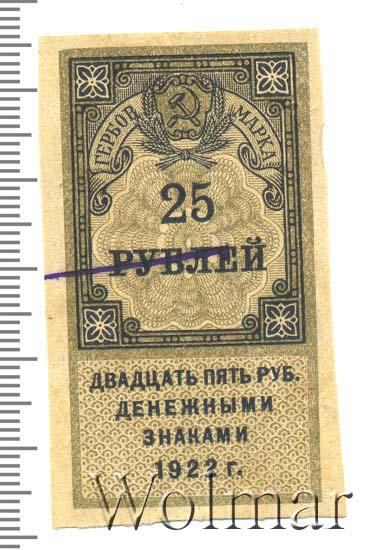 ГЕРБОВ. МАРКА
25
РУБЛЕЙ
ДВАДЦАТЬ ПЯТЬ РУБ.
ДЕНЕЖНЫМИ
ЗНАКАМИ
1922 г.
Wolmar